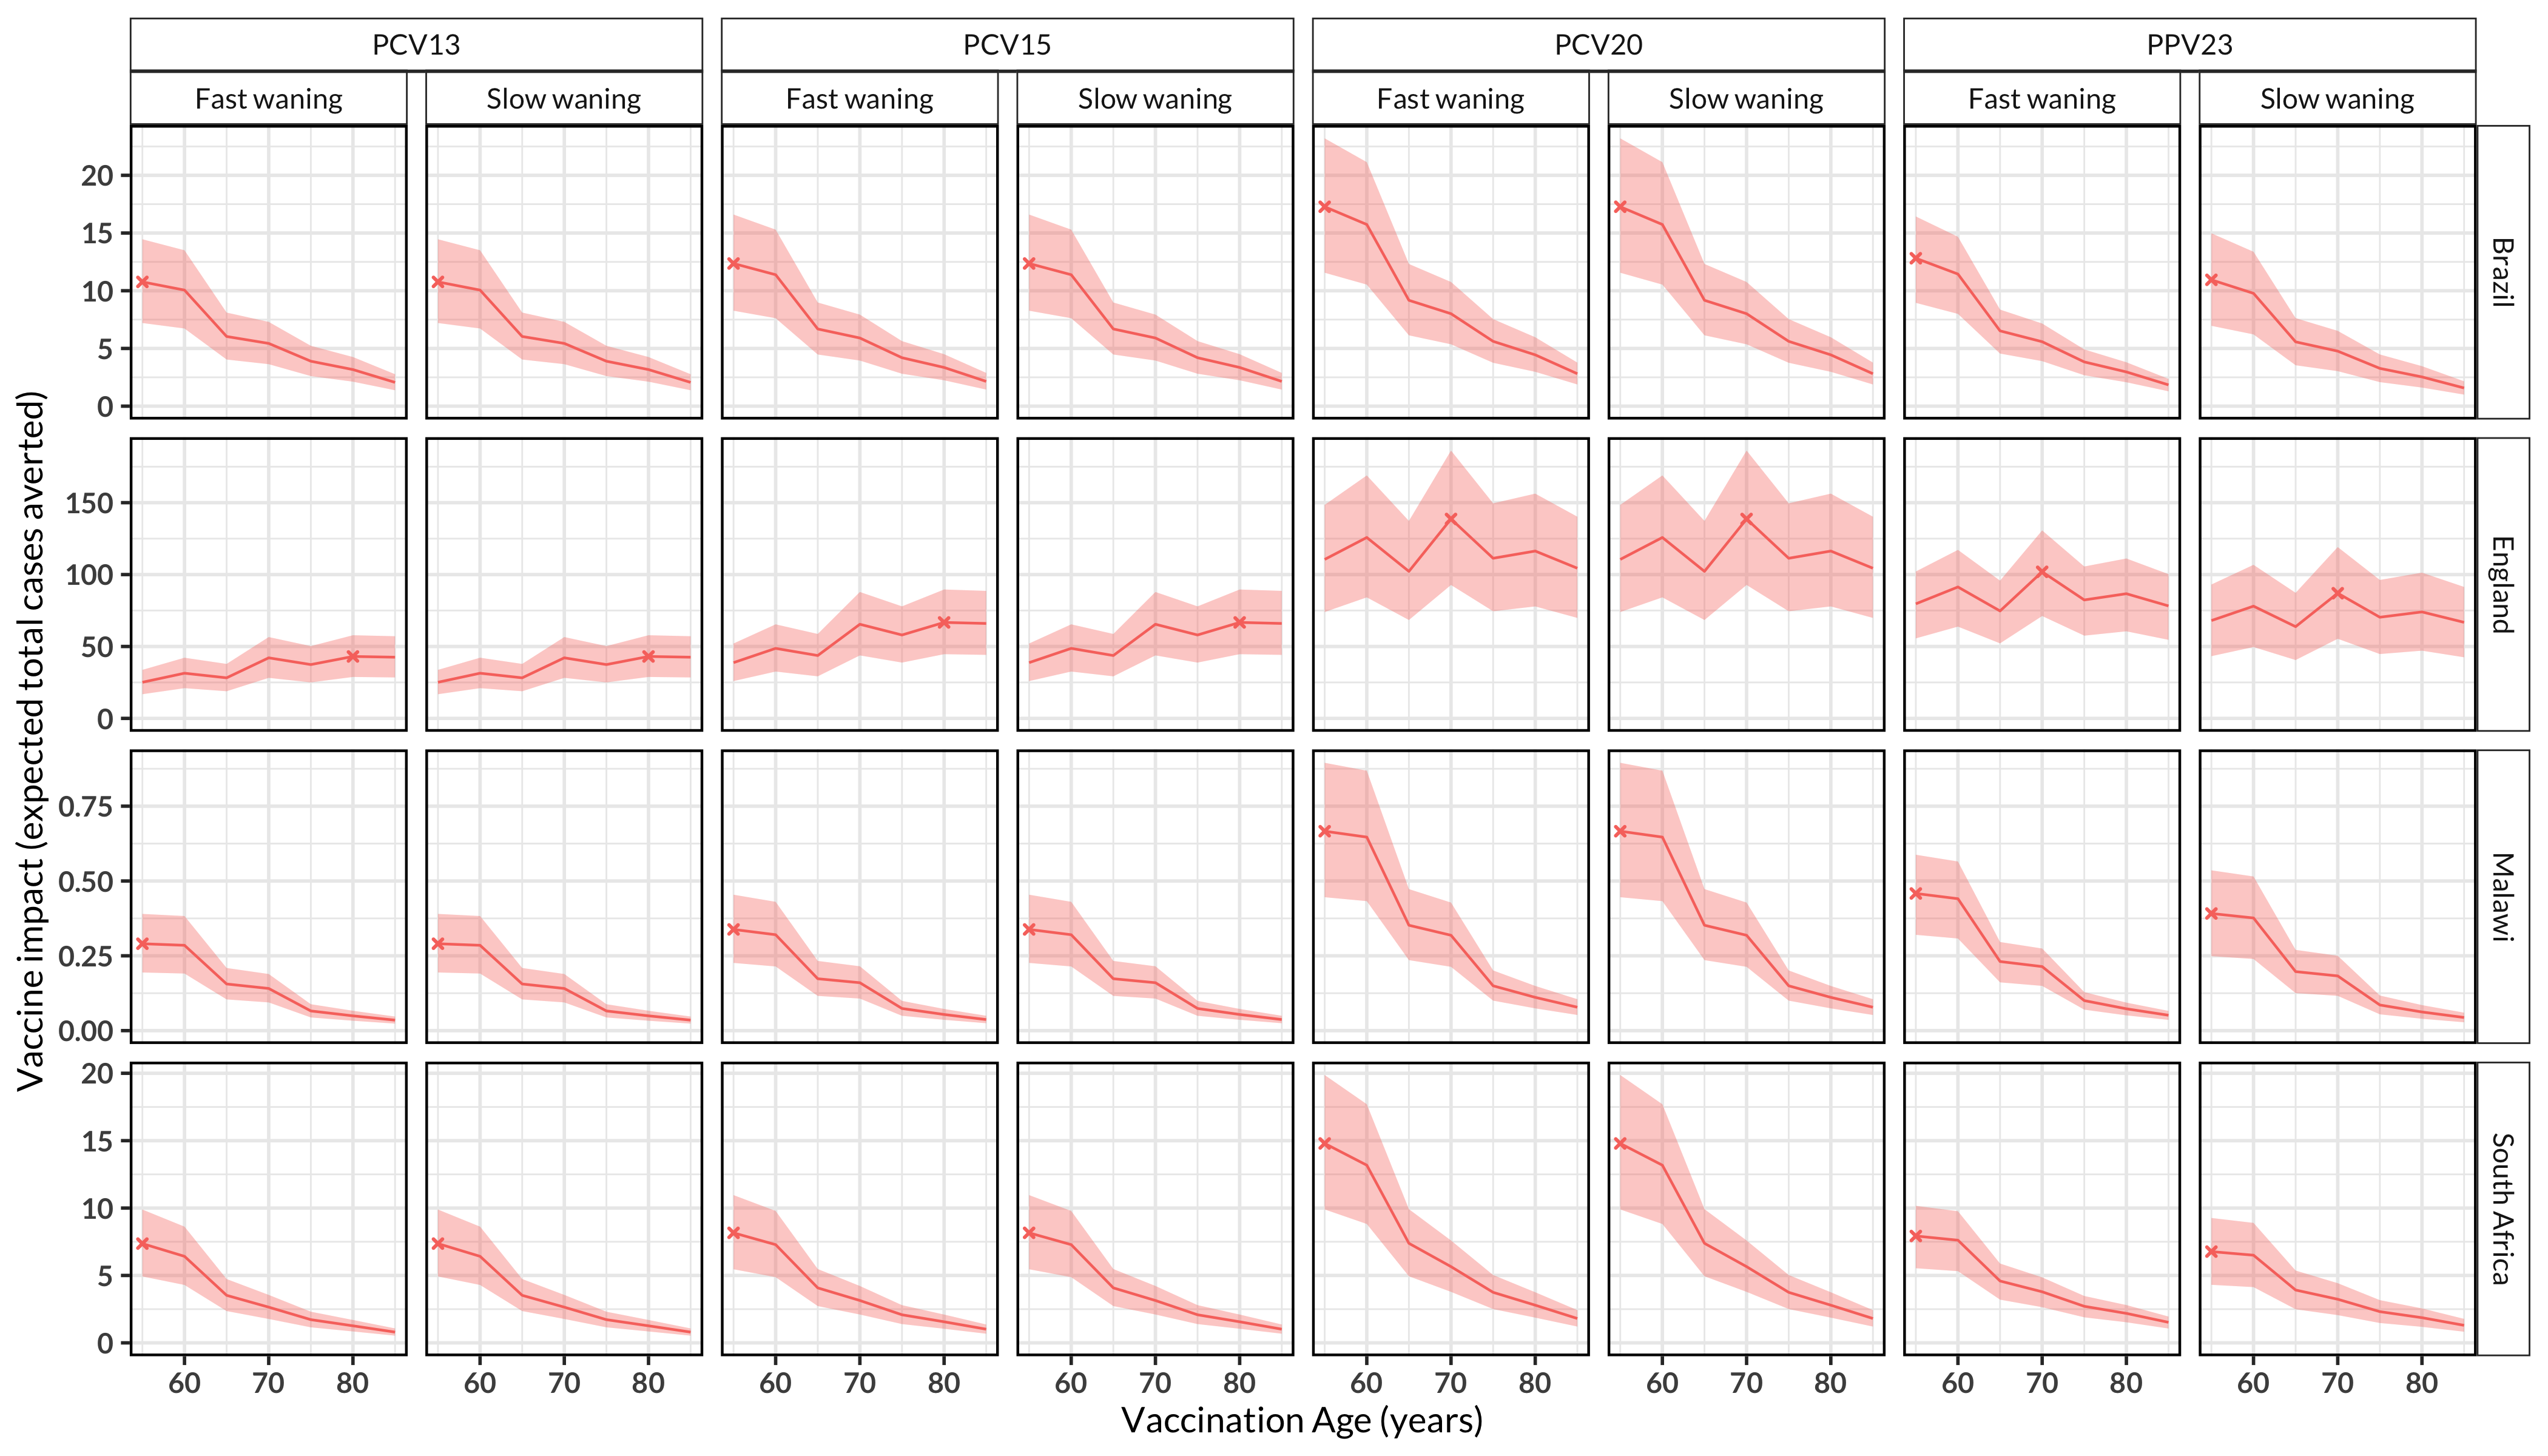 PCV13 PCV15 PCV20 PPV23
Fast waning Slow waning Fast waning Slow waning Fast waning Slow waning Fast waning Slow waning
Vaccine impact (expected total cases averted)
20
15
10
5
0
Brazil
150
100
50
0
England
0.75
0.50
0.25
0.00
Malawi
20
15
10
5
0
South Africa
60 70 80 60 70 80 60 70 80 60 70 80 60 70 80 60 70 80 60 70 80 60 70 80
Vaccination Age (years)